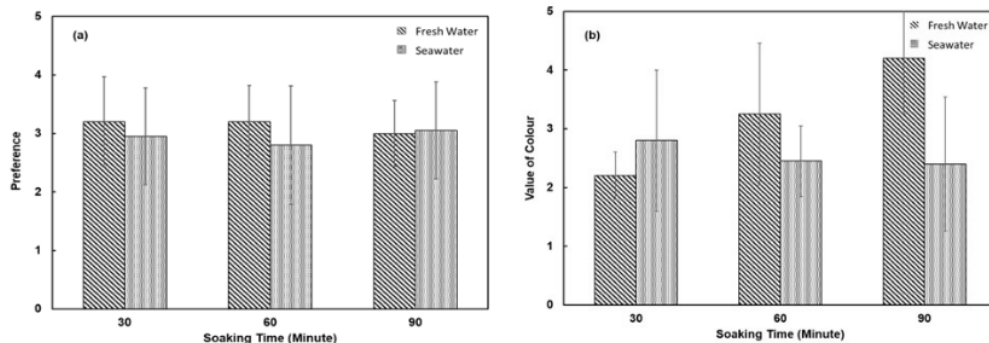 (a)
Fresh Water
Seawater
5
4
3
2
1
0
Preference
30 60 90
Soaking Time (Minute)
(b)
Fresh Water
Seawater
5
4
3
2
1
0
Value of Colour
30 60 90
Soaking Time (Minute)